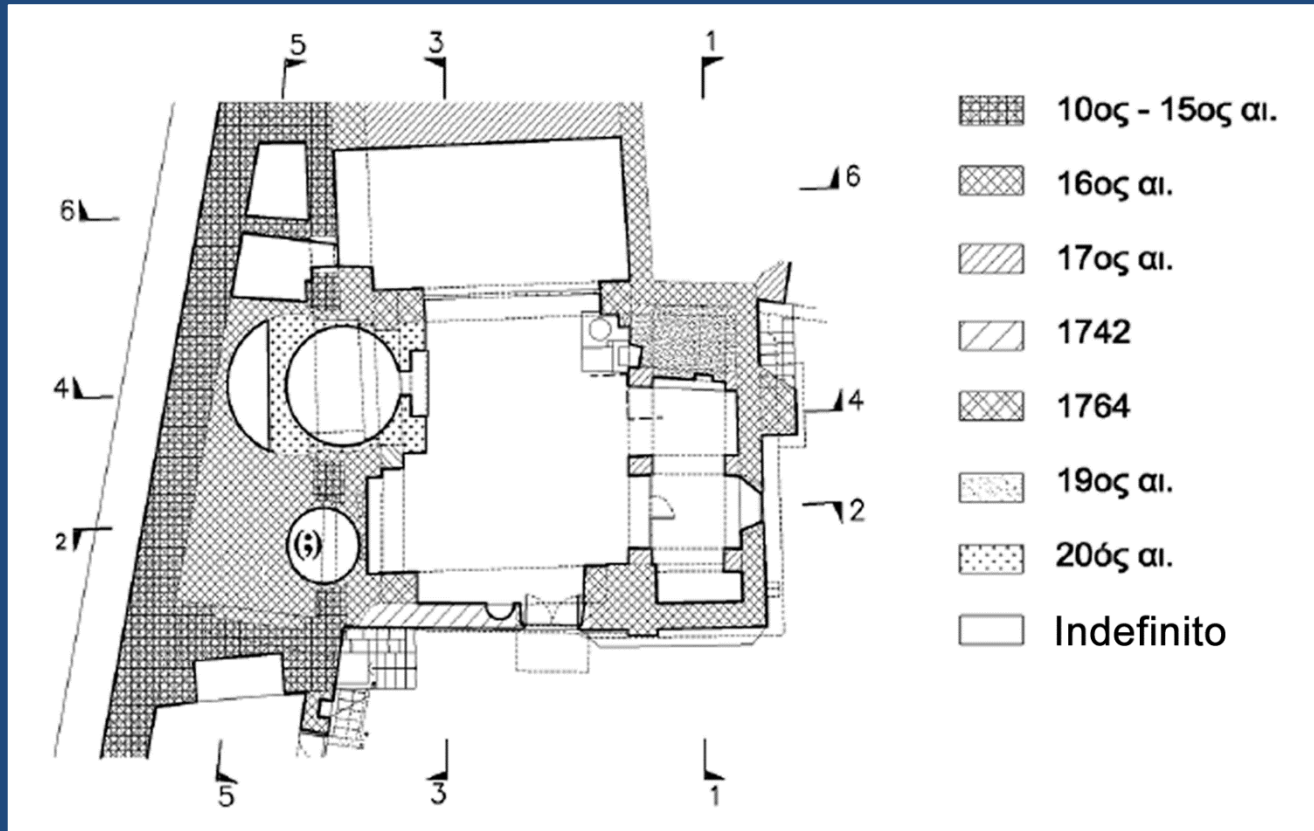 5 3 1
6 6
4 4
2 2
(;)
5 3 1
10ος - 15ος αι.
16ος αι.
17ος αι.
1742
1764
19ος αι.
20ός αι.
Indefinito